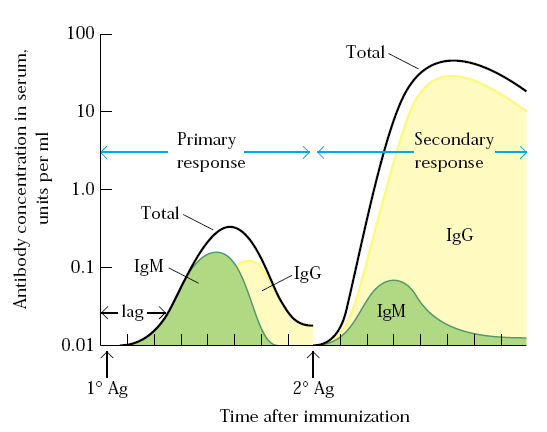 Antibody concentration in serum,
units per ml
100
10
1.0
0.1
0.01
Total
Primary
response
Secondary
response
Total
IgM
IgG
IgG
lag
IgM
1° Ag
2° Ag
Time after immunization